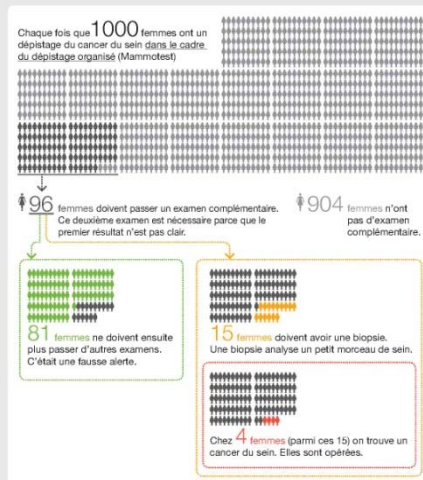 Chaque fois que 1000 femmes ont un
dépistage du cancer du sein dans le cadre
du dépistage organisé (Mammotest)
96 femmes doivent passer un examen complémentaire.
Ce deuxième examen est nécessaire parce que le
premier résultat n'est pas clair.
904 femmes n'ont
pas d'examen
complémentaire.
81 femmes ne doivent ensuite
plus passer d'autres examens.
C'était une fausse alerte.
15 femmes doivent avoir une biopsie.
Une biopsie analyse un petit morceau de sein.
Chez 4 femmes (parmi ces 15) on trouve un
cancer du sein. Elles sont opérées.